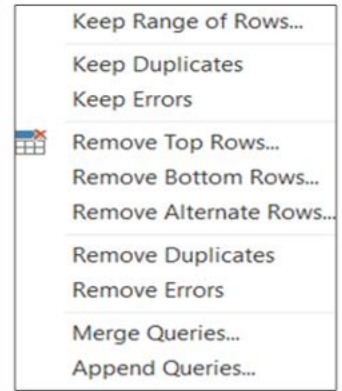 Keep Range of Rows...
Keep Duplicates
Keep Errors
Remove Top Rows...
Remove Bottom Rows...
Remove Alternate Rows...
Remove Duplicates
Remove Errors
Merge Queries...
Append Queries...